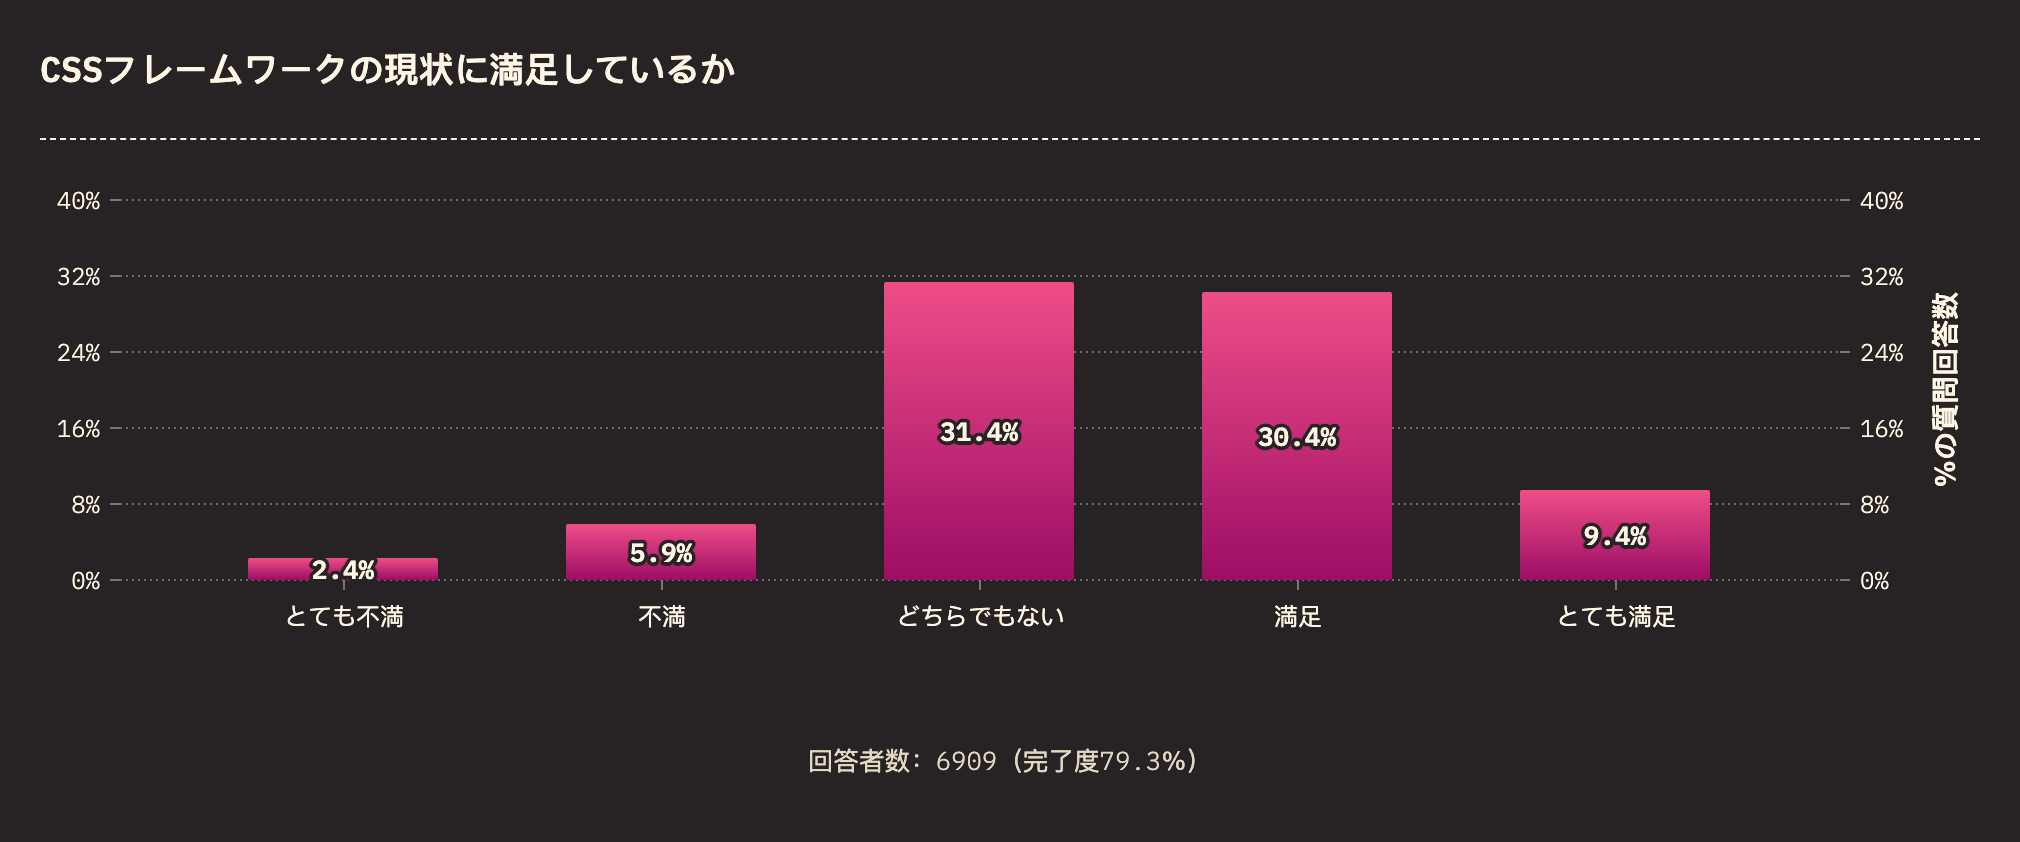 CSSフレームワークの現状に満足しているか
40% 40%
32% 32%
24% 24%
16% 16%
8% 8%
0% 0%
%の質問回答数
2.4% 5.9% 31.4% 30.4% 9.4%
とても不満 不満 どちらでもない 満足 とても満足
回答者数: 6909 (完了度79.3%)